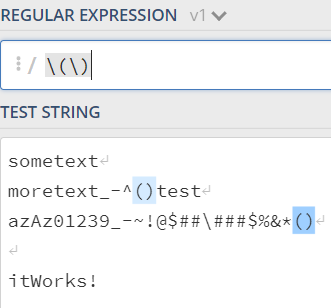 REGULAR EXPRESSION v1
/ \(\)
TEST STRING
sometext
moretext_-^()test
azAz01239_-~!@$##\###$%&*()
itWorks!